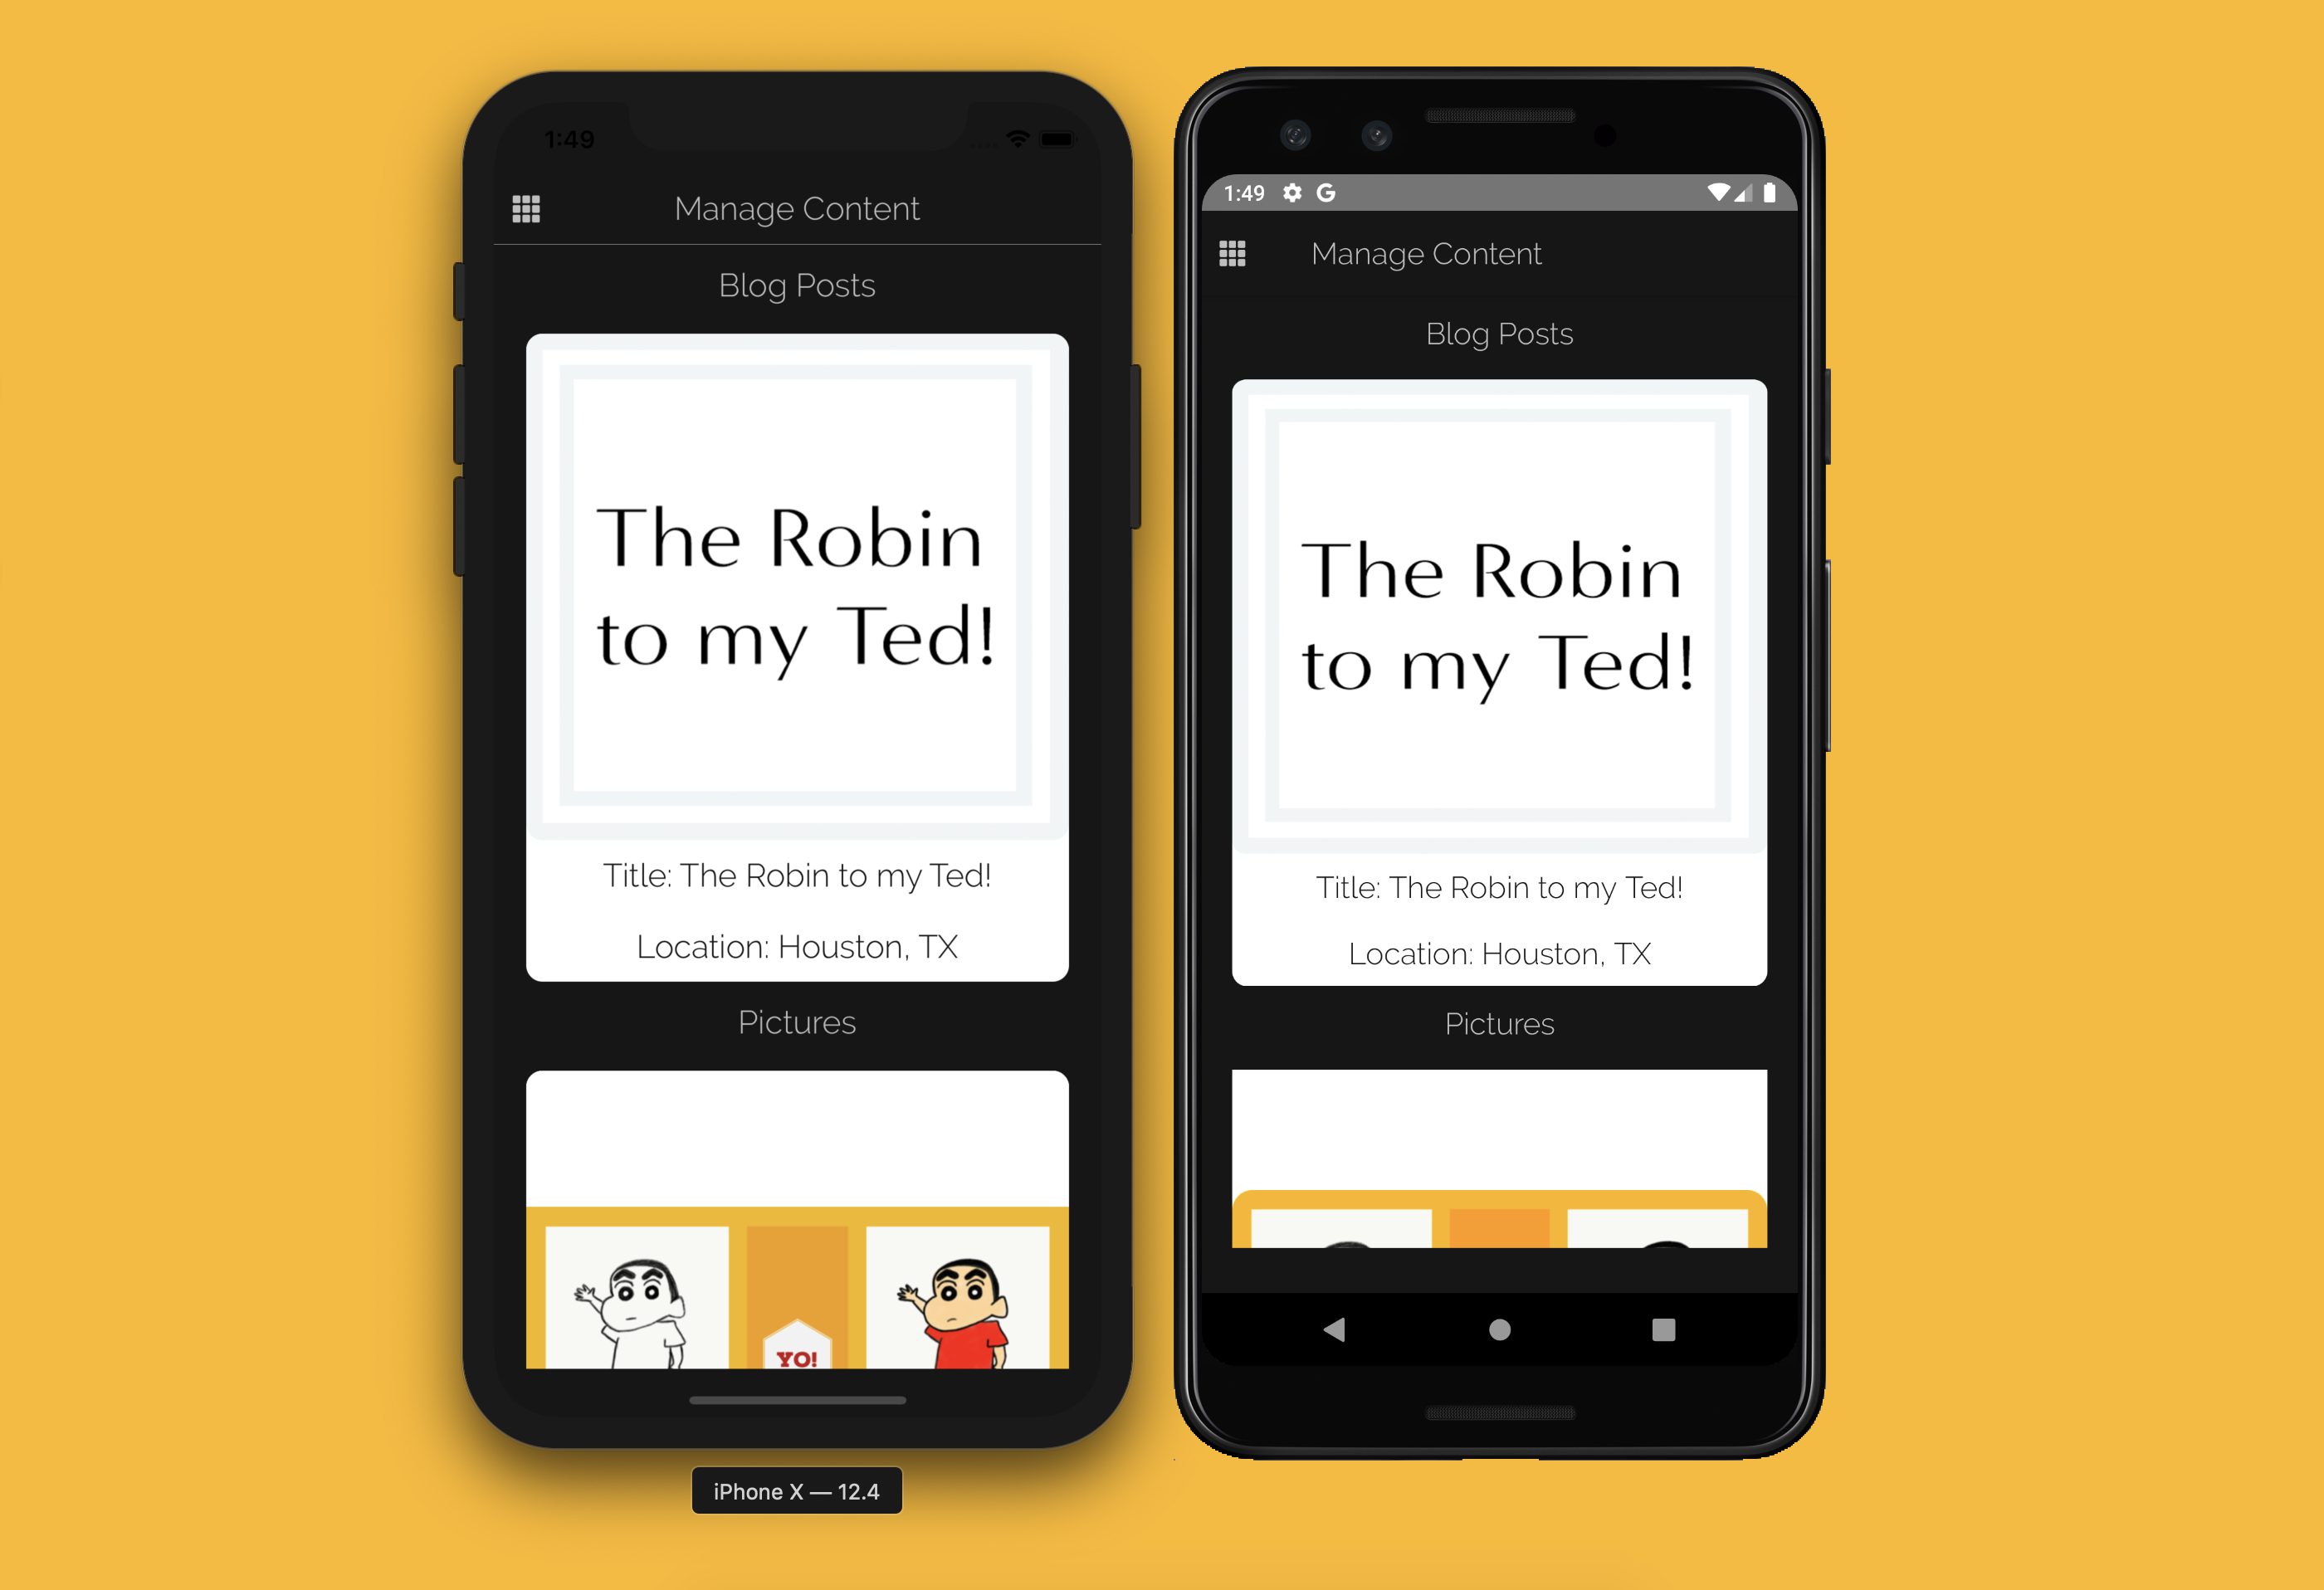 1:49
Manage Content
Blog Posts
The Robin
to my Ted!
Title: The Robin to my Ted!
Location: Houston, TX
Pictures
YO!
iPhone X — 12.4
1:49 G
Manage Content
Blog Posts
The Robin
to my Ted!
Title: The Robin to my Ted!
Location: Houston, TX
Pictures